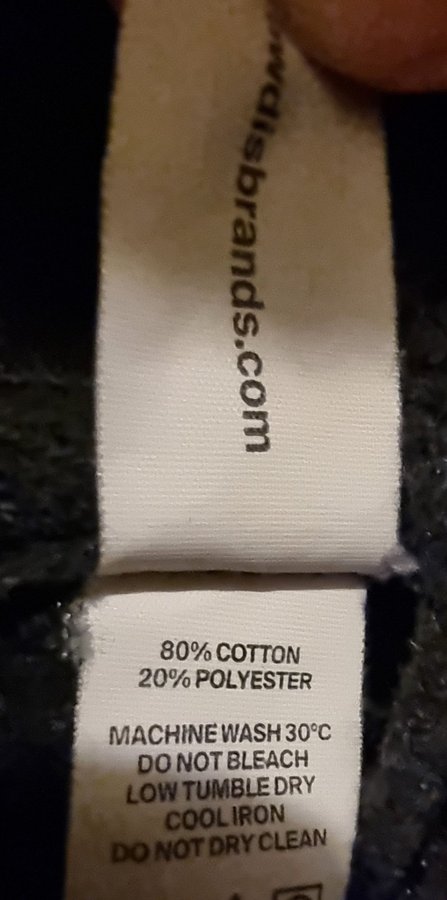 wdisbrands.com
80% COTTON
20% POLYESTER
MACHINE WASH 30°C
DO NOT BLEACH
LOW TUMBLE DRY
COOL IRON
DO NOT DRY CLEAN